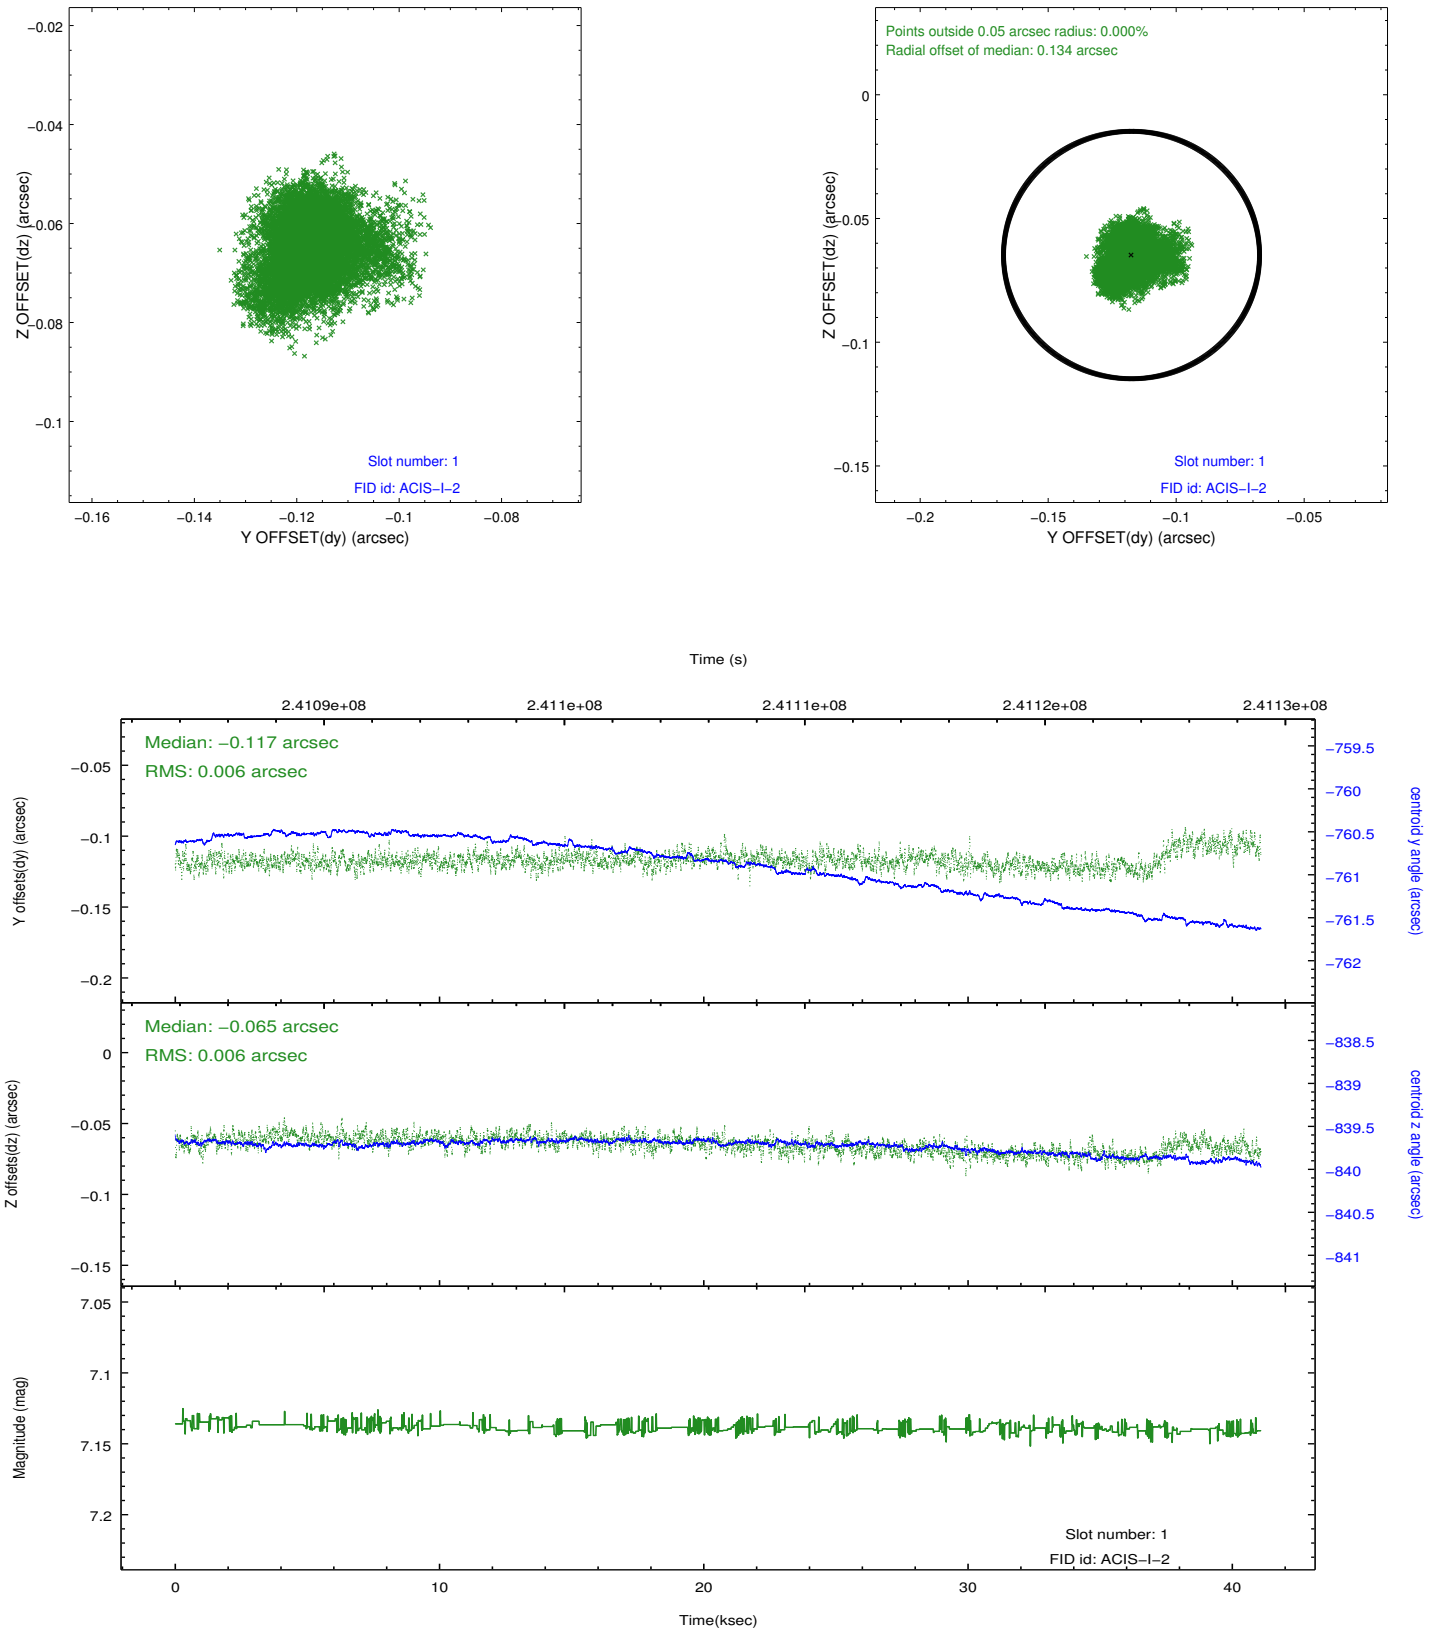 −0.02
−0.04
−0.06
−0.08
−0.1
Z OFFSET(dz) (arcsec)
−0.16 −0.14 −0.12 −0.1 −0.08
Y OFFSET(dy) (arcsec)
Slot number: 1
FID id: ACIS−I−2
Points outside 0.05 arcsec radius: 0.000%
Radial offset of median: 0.134 arcsec
0
−0.05
−0.1
−0.15
Z OFFSET(dz) (arcsec)
−0.2 −0.15 −0.1 −0.05
Y OFFSET(dy) (arcsec)
Slot number: 1
FID id: ACIS−I−2
Time (s)
2.4109e+08 2.411e+08 2.4111e+08 2.4112e+08 2.4113e+08
Median: −0.117 arcsec
RMS: 0.006 arcsec
−0.05
−0.1
−0.15
−0.2
Y offsets(dy) (arcsec)
−759.5
−760
−760.5
−761
−761.5
−762
centroid y angle (arcsec)
Median: −0.065 arcsec
RMS: 0.006 arcsec
0
−0.05
−0.1
−0.15
Z offsets(dz) (arcsec)
−838.5
−839
−839.5
−840
−840.5
−841
centroid z angle (arcsec)
7.05
7.1
7.15
7.2
Magnitude (mag)
Slot number: 1
FID id: ACIS−I−2
0 10 20 30 40
Time(ksec)